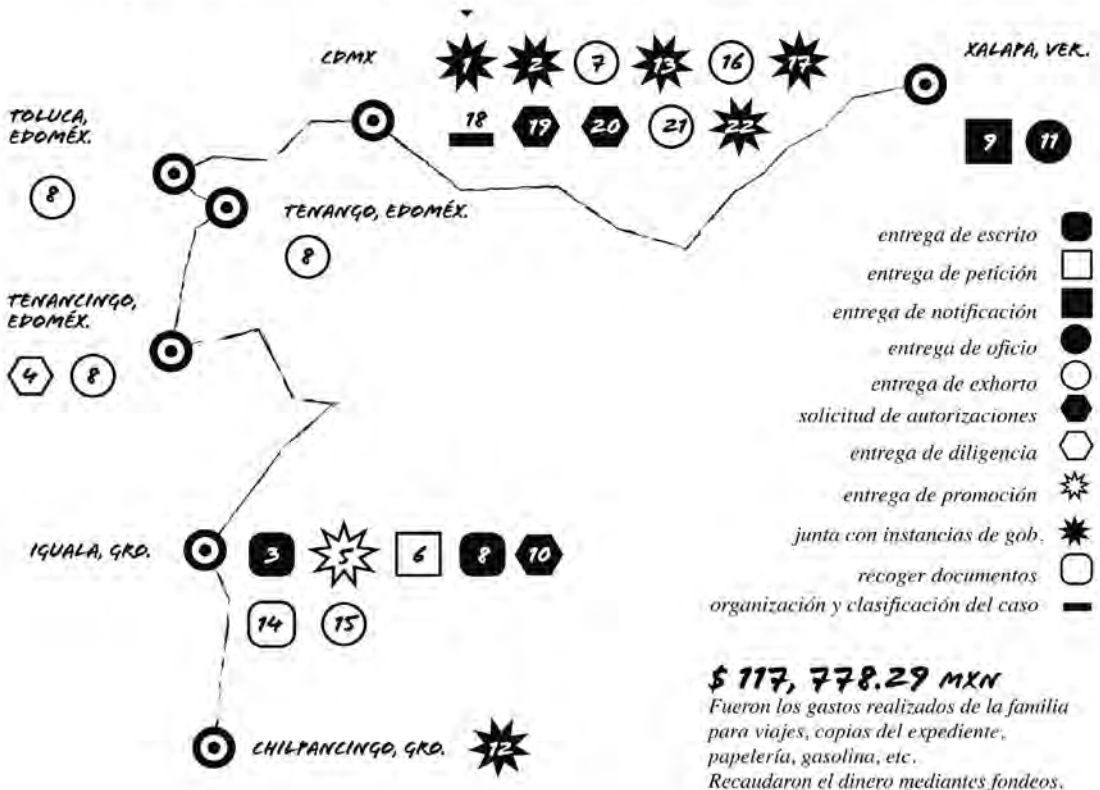 CDMX
1 2 7 13 16 17
18 19 20 21 22
XALAPA, VER.
9 11
TOLUCA,
EDOMÉX.
8
TENANGO, EDOMÉX.
8
TENANCINGO,
EDOMÉX.
4 8
IGUALA, GRO.
3 5 6 8 10
14 15
CHILPANCINGO, GRO.
12
entrega de escrito
entrega de petición
entrega de notificación
entrega de oficio
entrega de exhorto
solicitud de autorizaciones
entrega de diligencia
entrega de promoción
junta con instancias de gob.
recoger documentos
organización y clasificación del caso
$ 117, 778.29 MXN
Fueron los gastos realizados de la familia
para viajes, copias del expediente,
papelería, gasolina, etc.
Recaudaron el dinero mediantes fondeos.